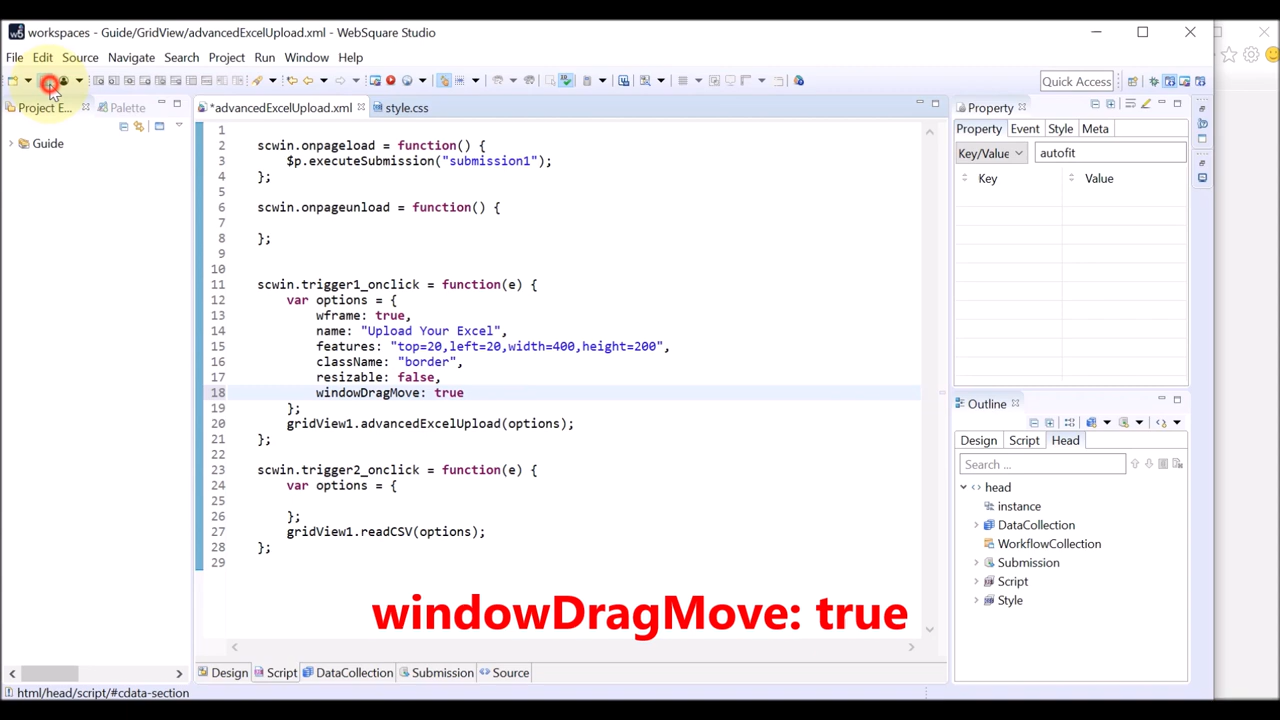 workspaces - Guide/GridView/advancedExcelUpload.xml - WebSquare Studio
File Edit Source Navigate Search Project Run Window Help
Quick Access
Project E...
Palette
Guide
*advancedExcelUpload.xml
style.css
1
2 scwin.onpageload = function() {
3 $p.executeSubmission("submission1");
4 };
5
6 scwin.onpageunload = function() {
7
8 };
9
10
11 scwin.trigger1_onclick = function(e) {
12 var options = {
13 wframe: true,
14 name: "Upload Your Excel",
15 features: "top=20,left=20,width=400,height=200",
16 className: "border",
17 resizable: false,
18 windowDragMove: true
19 };
20 gridView1.advancedExcelUpload(options);
21 };
22
23 scwin.trigger2_onclick = function(e) {
24 var options = {
25
26 };
27 gridView1.readCSV(options);
28 };
29
windowDragMove: true
Design Script DataCollection Submission Source
html/head/script/#cdata-section
Property
Property Event Style Meta
Key/Value autofit
Key Value
Outline
Design Script Head
Search ...
head
instance
DataCollection
WorkflowCollection
Submission
Script
Style